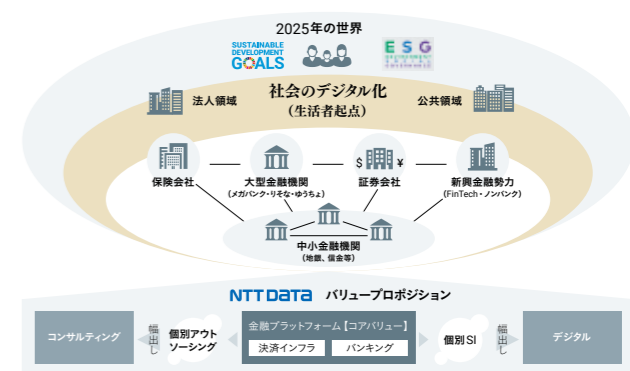 2025年の世界
SUSTAINABLE
DEVELOPMENT
GOALS
E S G
社会のデジタル化
(生活者起点)
法人領域
公共領域
$ ¥
保険会社
大型金融機関
(メガバンク・りそな・ゆうちょ)
証券会社
新興金融勢力
(FinTech・ノンバンク)
中小金融機関
(地銀、信金等)
NTT DATA バリュープロポジション
コンサルティング
幅出し
個別アウト
ソーシング
金融プラットフォーム【コアバリュー】
決済インフラ
バンキング
個別SI
幅出し
デジタル